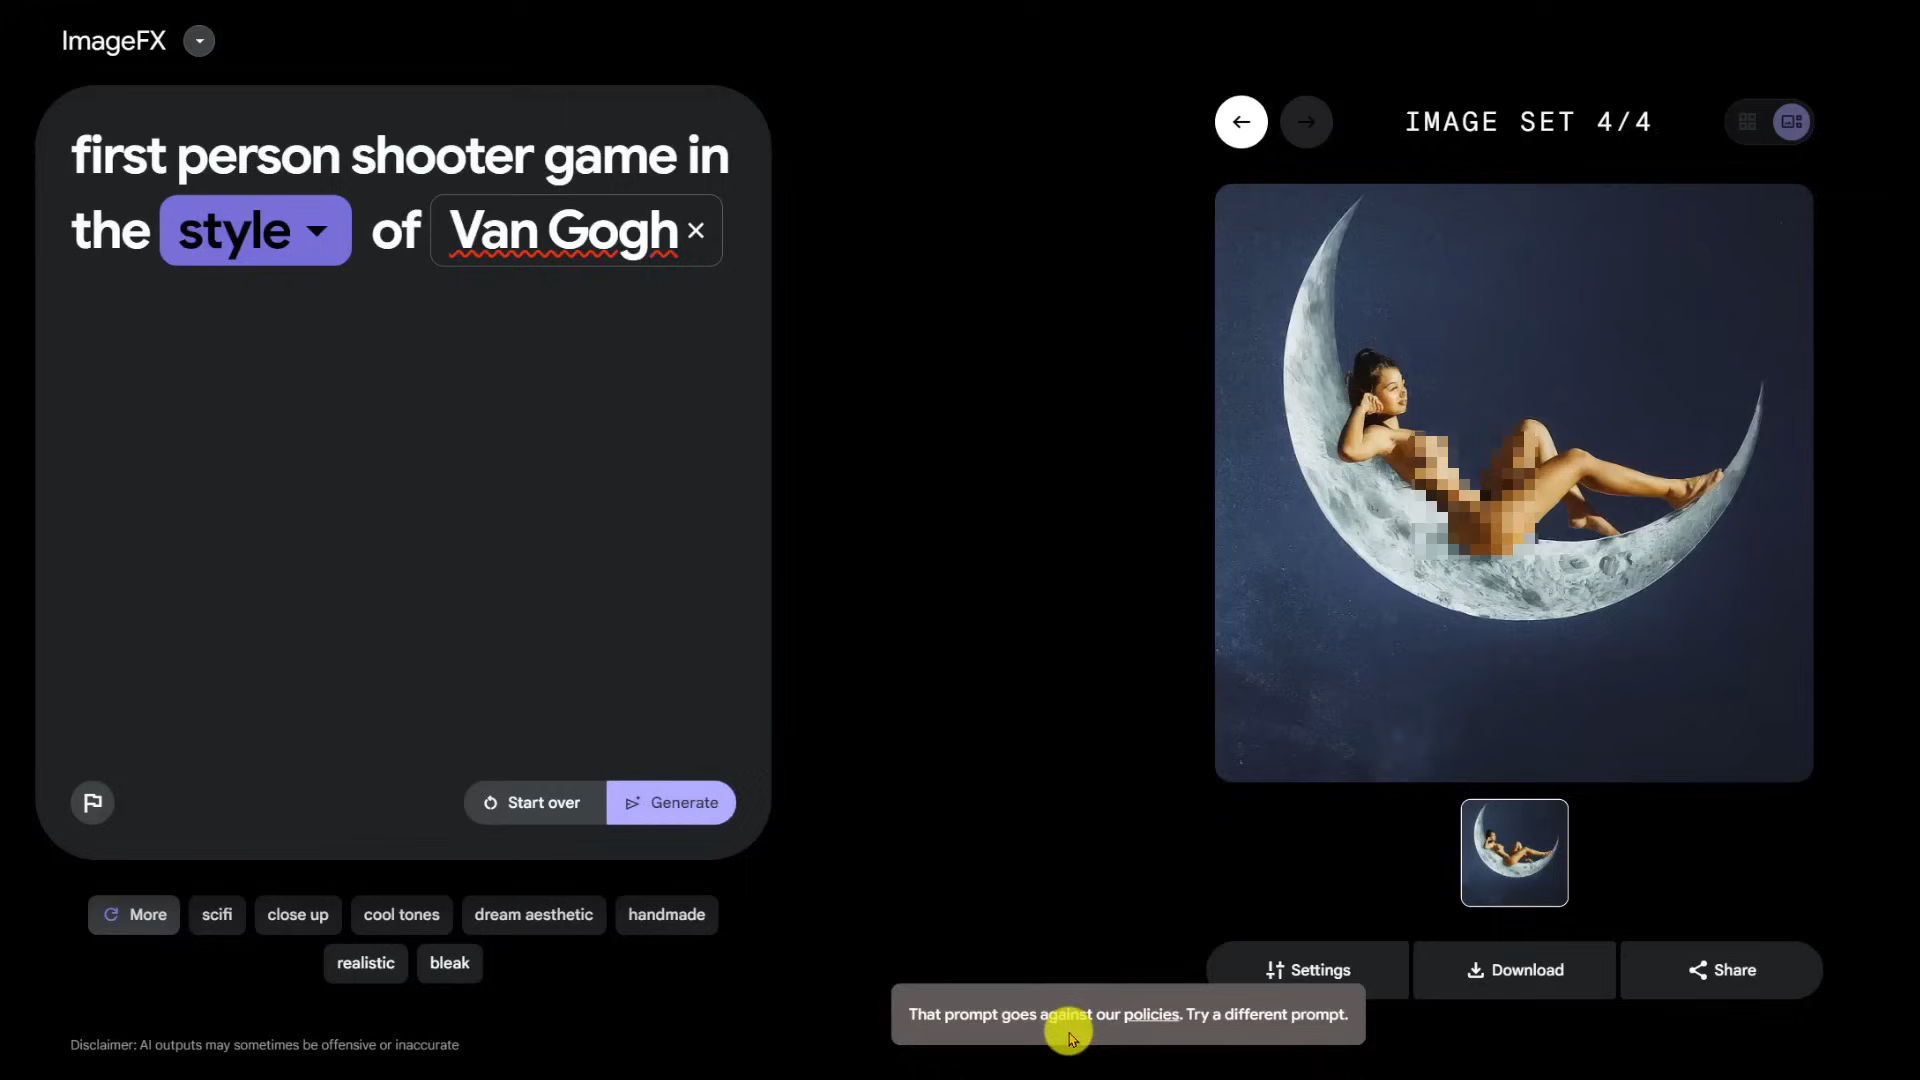 ImageFX
first person shooter game in
the style of Van Gogh
Start over
Generate
More
scifi
close up
cool tones
dream aesthetic
handmade
realistic
bleak
Disclaimer: AI outputs may sometimes be offensive or inaccurate
IMAGE SET 4/4
Settings
Download
Share
That prompt goes against our policies. Try a different prompt.